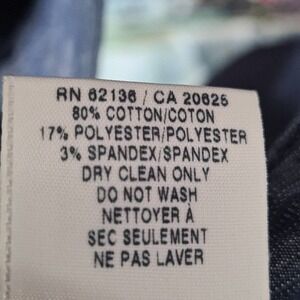 RN 62136 / CA 20625
80% COTTON/COTON
17% POLYESTER/POLYESTER
3% SPANDEX/SPANDEX
DRY CLEAN ONLY
DO NOT WASH
NETTOYER À
SEC SEULEMENT
NE PAS LAVER